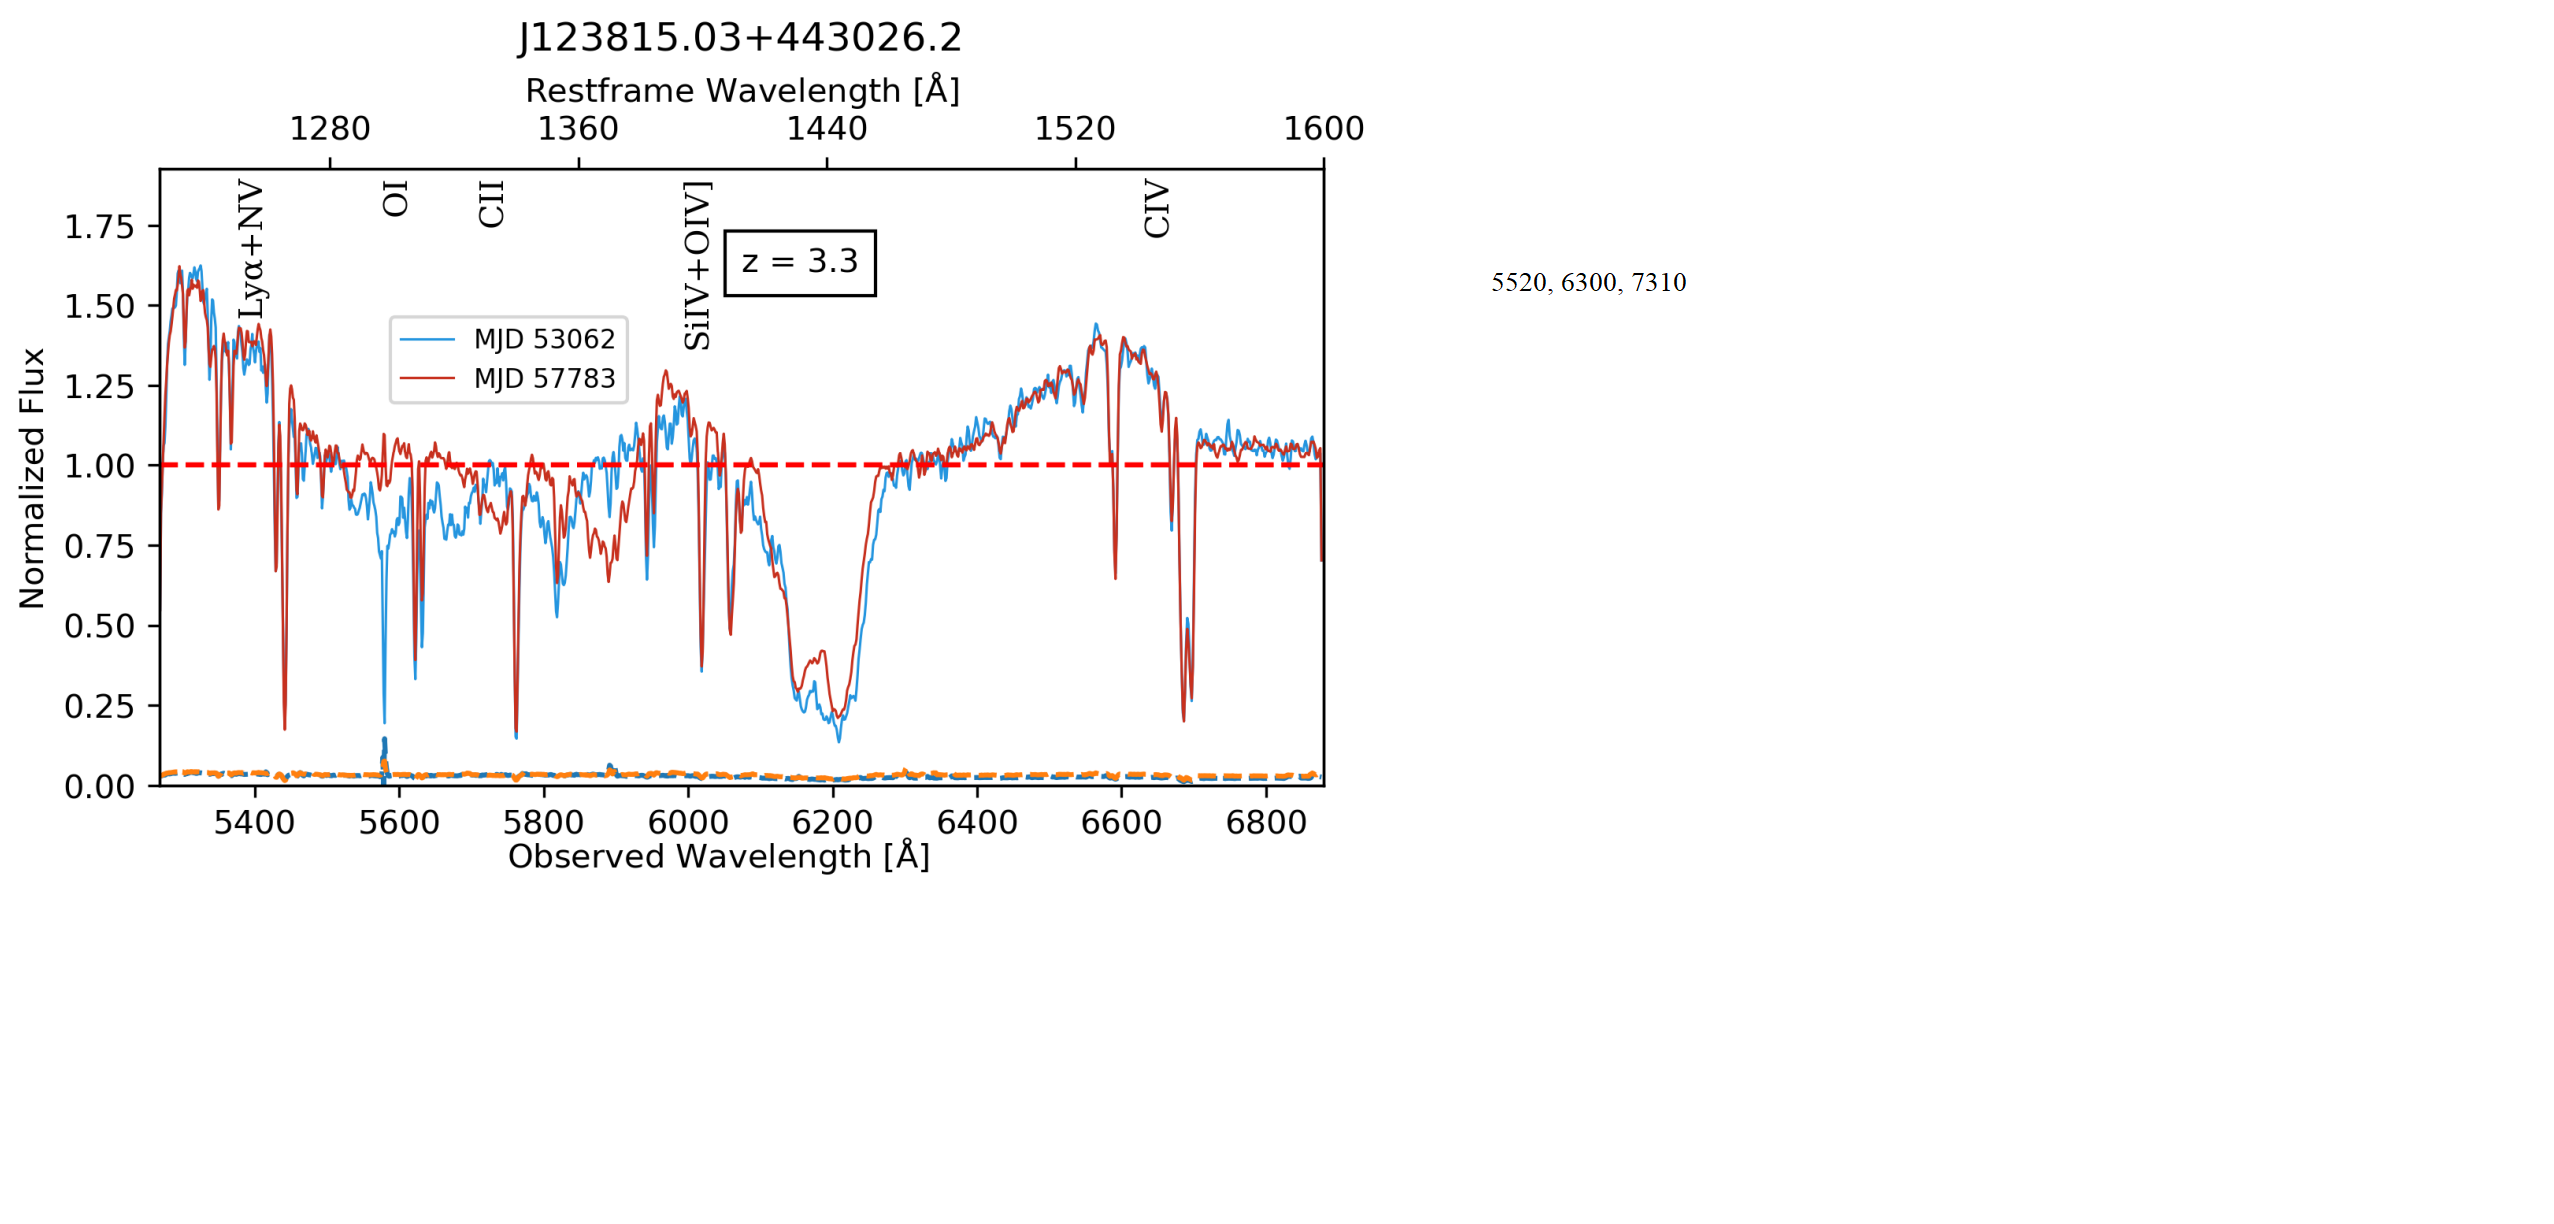 J123815.03+443026.2
Restframe Wavelength [Å]
1280 1360 1440 1520 1600
Lyα+NV OI CII SiIV+OIV] CIV
z = 3.3
MJD 53062
MJD 57783
Normalized Flux
1.75
1.50
1.25
1.00
0.75
0.50
0.25
0.00
5400 5600 5800 6000 6200 6400 6600 6800
Observed Wavelength [Å]
5520, 6300, 7310